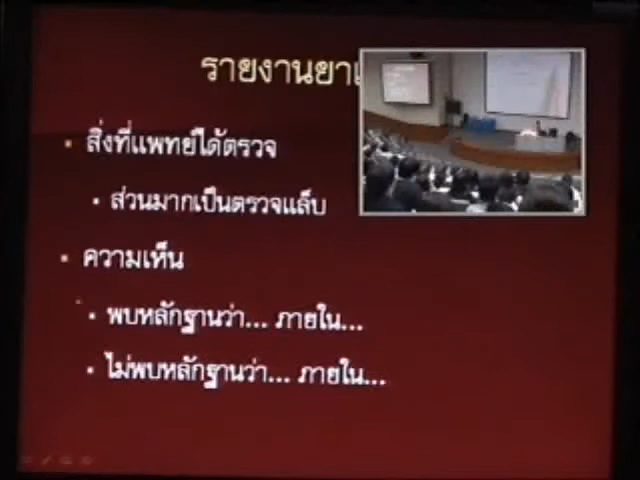 รายงานยา
สิ่งที่แพทย์ได้ตรวจ
ส่วนมากเป็นตรวจแล็บ
ความเห็น
พบหลักฐานว่า... ภายใน...
ไม่พบหลักฐานว่า... ภายใน...